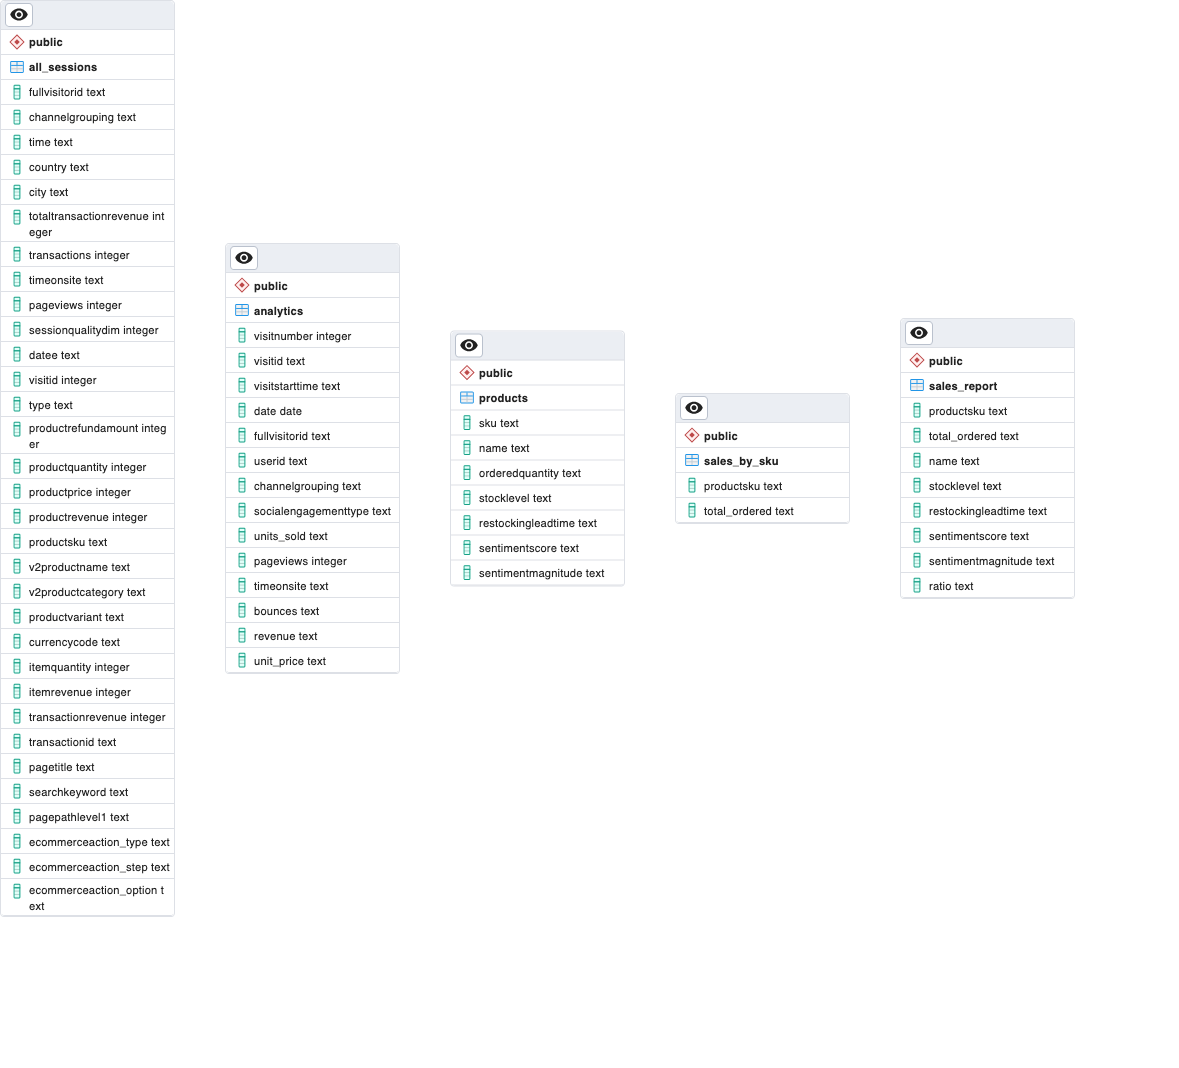 public
all_sessions
fullvisitorid text
channelgrouping text
time text
country text
city text
totaltransactionrevenue int
eger
transactions integer
timeonsite text
pageviews integer
sessionqualitydim integer
datee text
visitid integer
type text
productrefundamount integ
er
productquantity integer
productprice integer
productrevenue integer
productsku text
v2productname text
v2productcategory text
productvariant text
currencycode text
itemquantity integer
itemrevenue integer
transactionrevenue integer
transactionid text
pagetitle text
searchkeyword text
pagepathlevel1 text
ecommerceaction_type text
ecommerceaction_step text
ecommerceaction_option t
ext
public
analytics
visitnumber integer
visitid text
visitstarttime text
date date
fullvisitorid text
userid text
channelgrouping text
socialengagementtype text
units_sold text
pageviews integer
timeonsite text
bounces text
revenue text
unit_price text
public
products
sku text
name text
orderedquantity text
stocklevel text
restockingleadtime text
sentimentscore text
sentimentmagnitude text
public
sales_by_sku
productsku text
total_ordered text
public
sales_report
productsku text
total_ordered text
name text
stocklevel text
restockingleadtime text
sentimentscore text
sentimentmagnitude text
ratio text